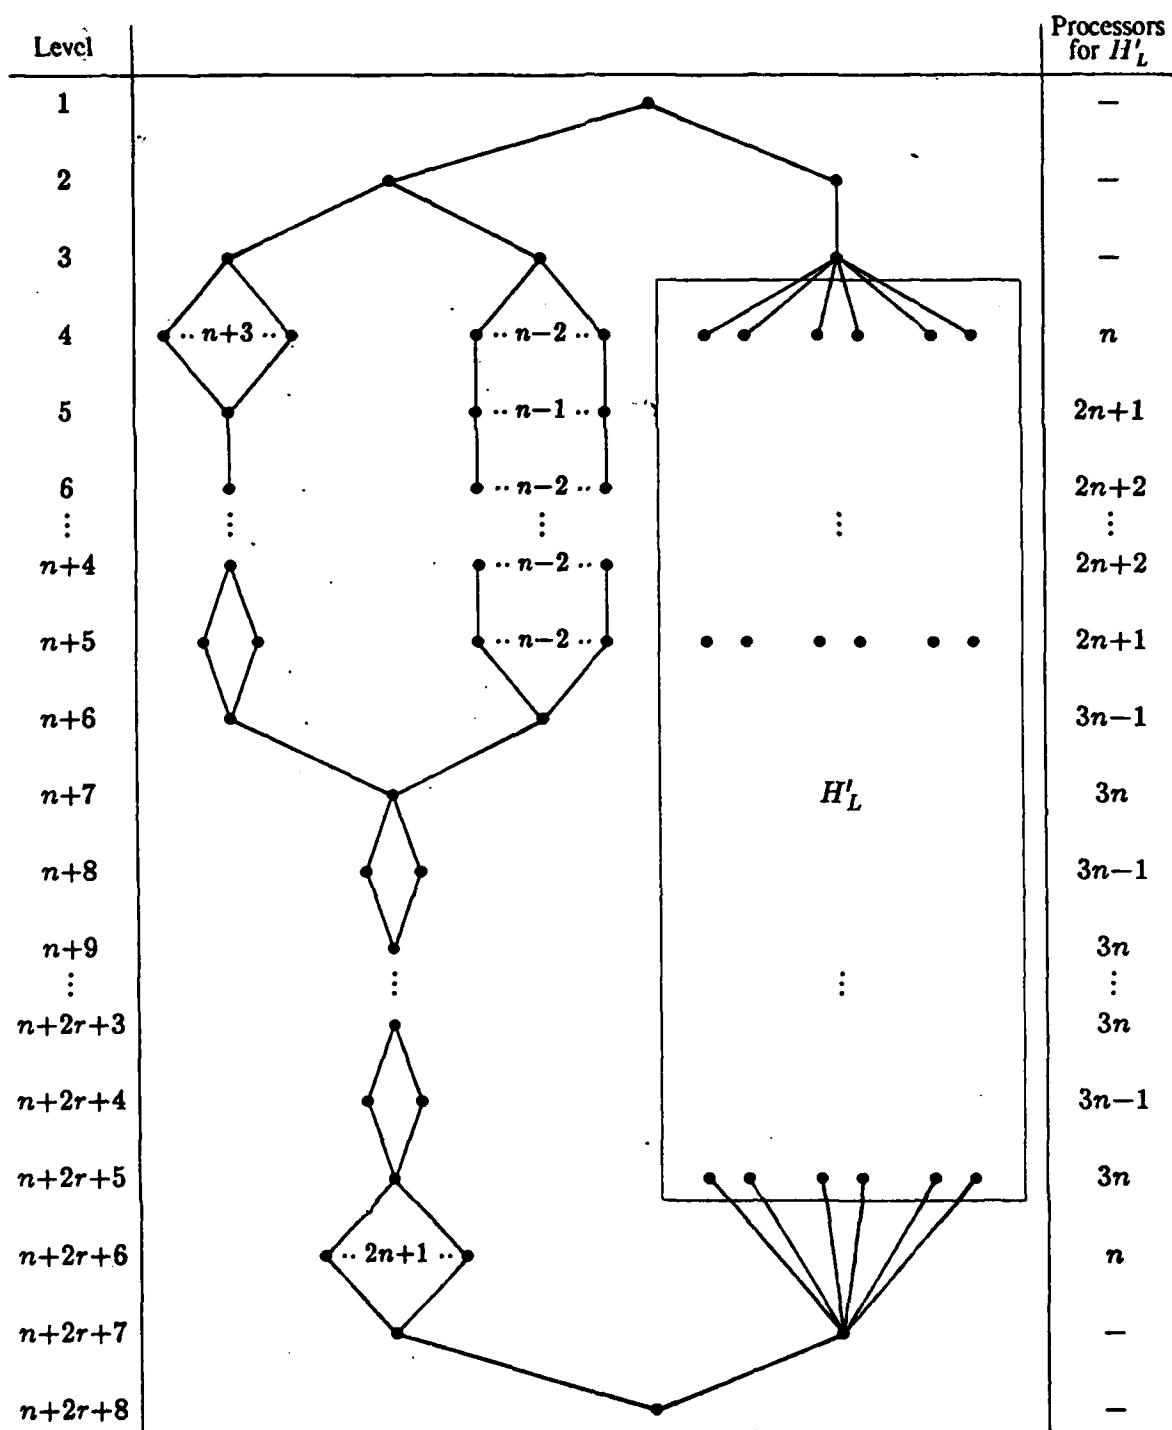 Level Processors
for H′_L
1 —
2 —
3 —
4 ·· n+3 ·· ·· n−2 ·· n
5 ·· n−1 ·· 2n+1
6 ·· n−2 ·· 2n+2
⋮ ⋮ ⋮ ⋮ ⋮
n+4 ·· n−2 ·· 2n+2
n+5 ·· n−2 ·· 2n+1
n+6 3n−1
n+7 H′_L 3n
n+8 3n−1
n+9 3n
⋮ ⋮ ⋮ ⋮
n+2r+3 3n
n+2r+4 3n−1
n+2r+5 3n
n+2r+6 ·· 2n+1 ·· n
n+2r+7 —
n+2r+8 —